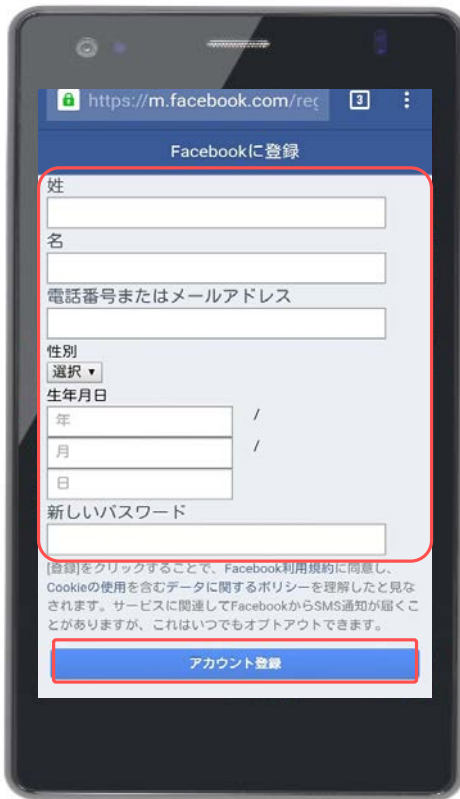 https://m.facebook.com/reg
3
Facebookに登録
姓
名
電話番号またはメールアドレス
性別
選択 ▼
生年月日
年 /
月 /
日
新しいパスワード
[登録]をクリックすることで、Facebook利用規約に同意し、
Cookieの使用を含むデータに関するポリシーを理解したと見な
されます。サービスに関連してFacebookからSMS通知が届くこ
とがありますが、これはいつでもオプトアウトできます。
アカウント登録